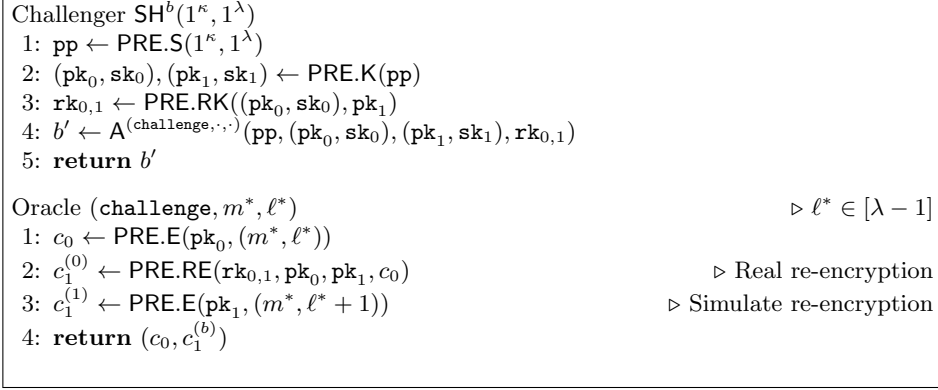 Challenger SH^b(1^κ, 1^λ)
1: pp ← PRE.S(1^κ, 1^λ)
2: (pk_0, sk_0), (pk_1, sk_1) ← PRE.K(pp)
3: rk_{0,1} ← PRE.RK((pk_0, sk_0), pk_1)
4: b′ ← A^{(challenge,·,·)}(pp, (pk_0, sk_0), (pk_1, sk_1), rk_{0,1})
5: return b′
Oracle (challenge, m*, ℓ*) ▷ ℓ* ∈ [λ − 1]
1: c_0 ← PRE.E(pk_0, (m*, ℓ*))
2: c_1^{(0)} ← PRE.RE(rk_{0,1}, pk_0, pk_1, c_0) ▷ Real re-encryption
3: c_1^{(1)} ← PRE.E(pk_1, (m*, ℓ* + 1)) ▷ Simulate re-encryption
4: return (c_0, c_1^{(b)})